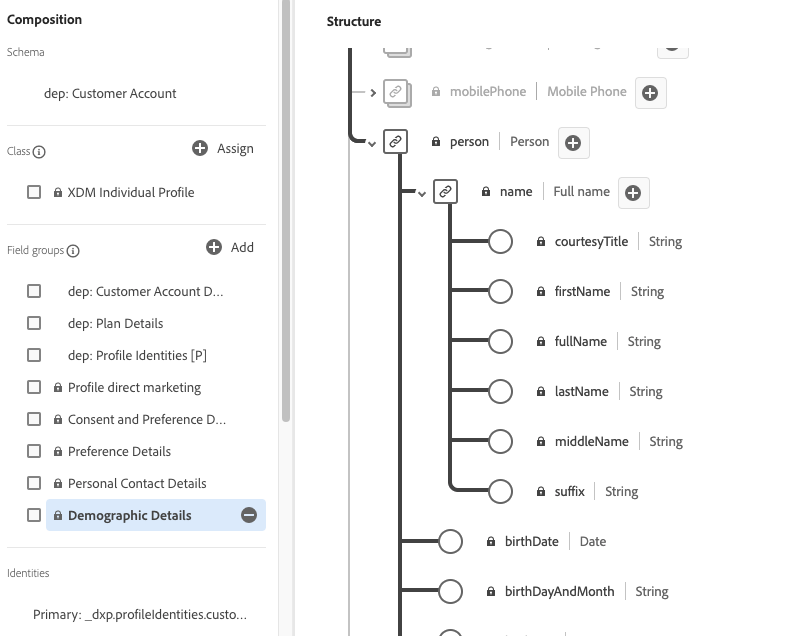 Composition
Schema
dep: Customer Account
Class
Assign
XDM Individual Profile
Field groups
Add
dep: Customer Account D...
dep: Plan Details
dep: Profile Identities [P]
Profile direct marketing
Consent and Preference D...
Preference Details
Personal Contact Details
Demographic Details
Identities
Primary: _dxp.profileIdentities.custo...
Structure
mobilePhone Mobile Phone
person Person
name Full name
courtesyTitle String
firstName String
fullName String
lastName String
middleName String
suffix String
birthDate Date
birthDayAndMonth String